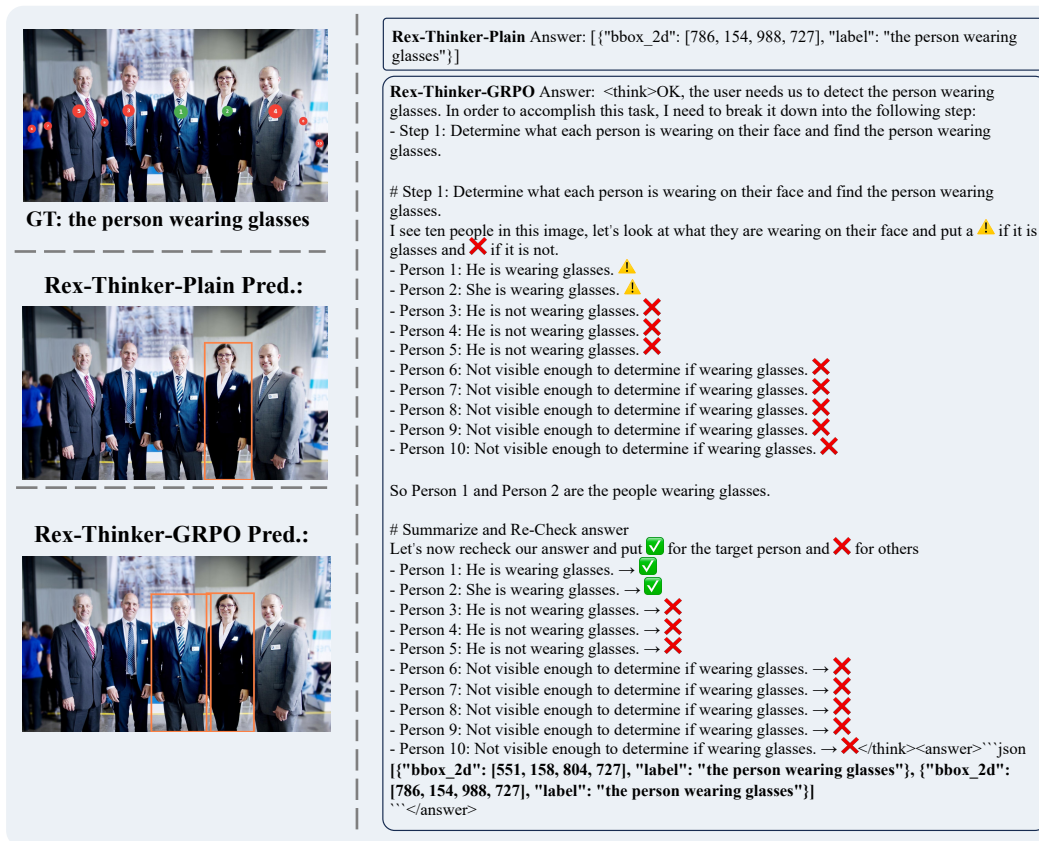 GT: the person wearing glasses
Rex-Thinker-Plain Pred.:
Rex-Thinker-GRPO Pred.:
Rex-Thinker-Plain Answer: [{"bbox_2d": [786, 154, 988, 727], "label": "the person wearing
glasses"}]
Rex-Thinker-GRPO Answer: <think>OK, the user needs us to detect the person wearing
glasses. In order to accomplish this task, I need to break it down into the following step:
- Step 1: Determine what each person is wearing on their face and find the person wearing
glasses.
# Step 1: Determine what each person is wearing on their face and find the person wearing
glasses.
I see ten people in this image, let's look at what they are wearing on their face and put a ⚠️ if it is
glasses and ❌ if it is not.
- Person 1: He is wearing glasses. ⚠️
- Person 2: She is wearing glasses. ⚠️
- Person 3: He is not wearing glasses. ❌
- Person 4: He is not wearing glasses. ❌
- Person 5: He is not wearing glasses. ❌
- Person 6: Not visible enough to determine if wearing glasses. ❌
- Person 7: Not visible enough to determine if wearing glasses. ❌
- Person 8: Not visible enough to determine if wearing glasses. ❌
- Person 9: Not visible enough to determine if wearing glasses. ❌
- Person 10: Not visible enough to determine if wearing glasses. ❌
So Person 1 and Person 2 are the people wearing glasses.
# Summarize and Re-Check answer
Let's now recheck our answer and put ✅ for the target person and ❌ for others
- Person 1: He is wearing glasses. → ✅
- Person 2: She is wearing glasses. → ✅
- Person 3: He is not wearing glasses. → ❌
- Person 4: He is not wearing glasses. → ❌
- Person 5: He is not wearing glasses. → ❌
- Person 6: Not visible enough to determine if wearing glasses. → ❌
- Person 7: Not visible enough to determine if wearing glasses. → ❌
- Person 8: Not visible enough to determine if wearing glasses. → ❌
- Person 9: Not visible enough to determine if wearing glasses. → ❌
- Person 10: Not visible enough to determine if wearing glasses. → ❌</think><answer>```json
[{"bbox_2d": [551, 158, 804, 727], "label": "the person wearing glasses"}, {"bbox_2d":
[786, 154, 988, 727], "label": "the person wearing glasses"}]
```</answer>